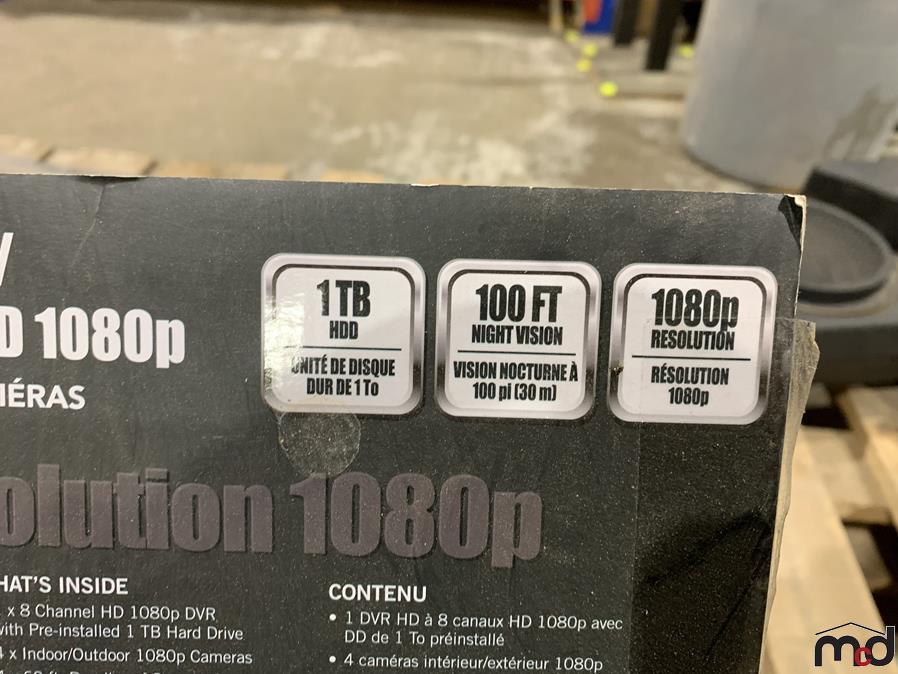 1 TB
HDD
UNITÉ DE DISQUE
DUR DE 1 To
100 FT
NIGHT VISION
VISION NOCTURNE À
100 pi (30 m)
1080p
RESOLUTION
RÉSOLUTION
1080p
D 1080p
MÉRAS
olution 1080p
HAT'S INSIDE
x 8 Channel HD 1080p DVR
with Pre-installed 1 TB Hard Drive
4 x Indoor/Outdoor 1080p Cameras
CONTENU
• 1 DVR HD à 8 canaux HD 1080p avec
DD de 1 To préinstallé
• 4 caméras intérieur/extérieur 1080p
mcd